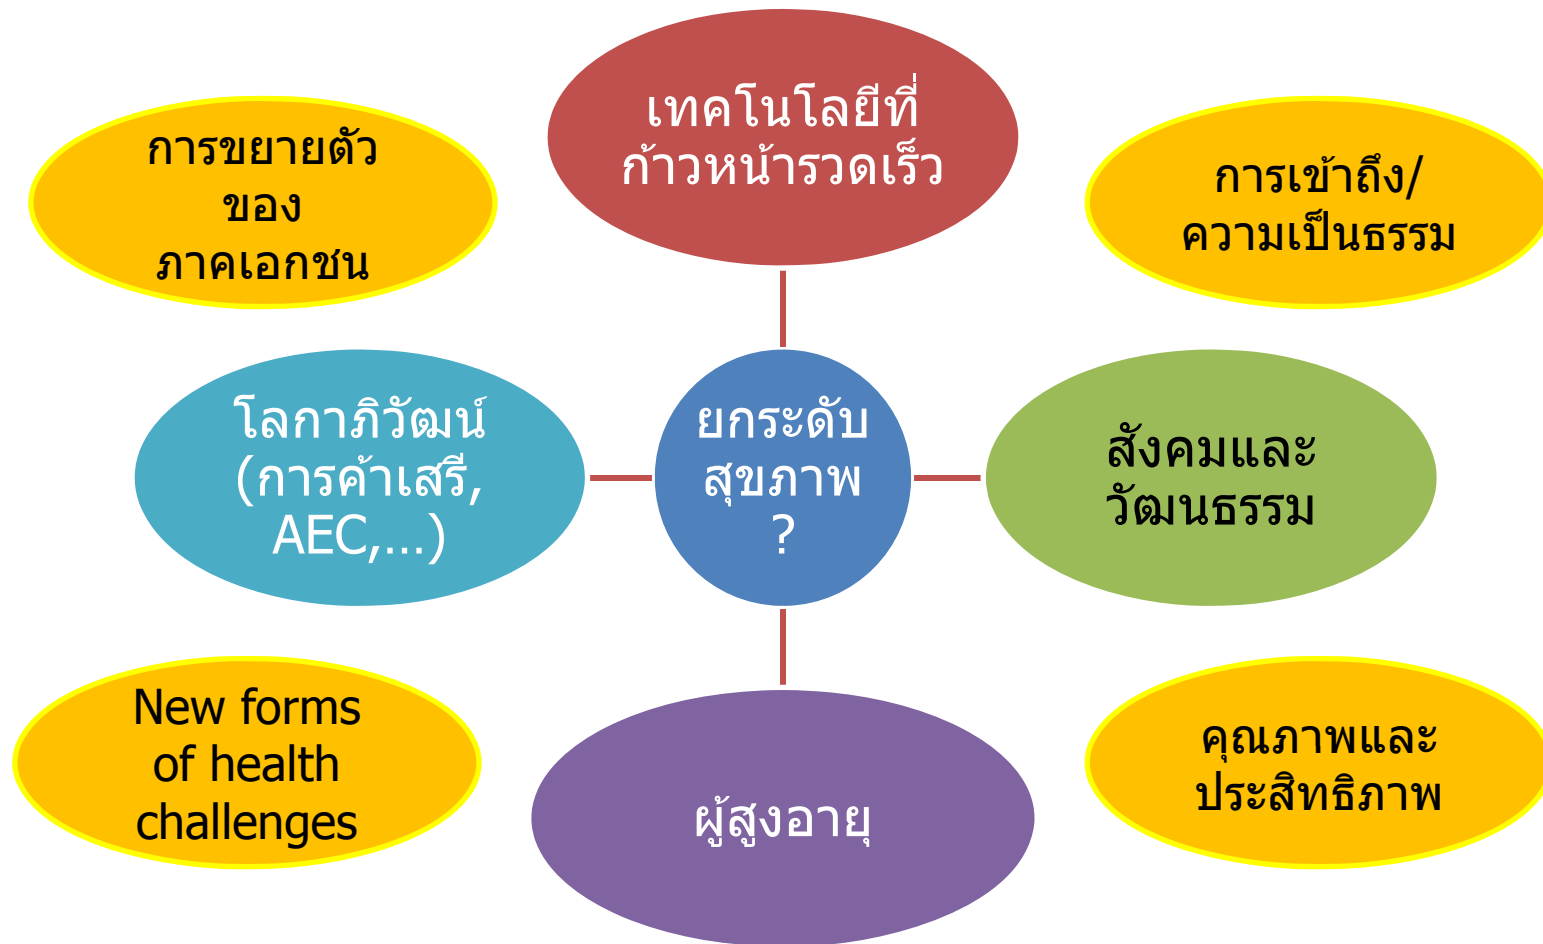 เทคโนโลยีที่
ก้าวหน้ารวดเร็ว
การขยายตัว
ของ
ภาคเอกชน
การเข้าถึง/
ความเป็นธรรม
โลกาภิวัฒน์
(การค้าเสรี,
AEC,...)
ยกระดับ
สุขภาพ
?
สังคมและ
วัฒนธรรม
New forms
of health
challenges
ผู้สูงอายุ
คุณภาพและ
ประสิทธิภาพ